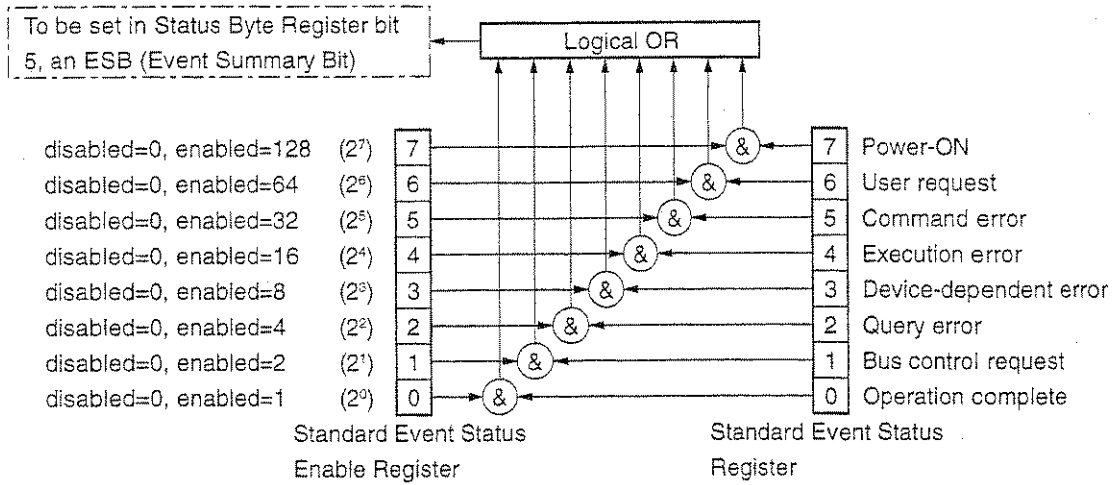 To be set in Status Byte Register bit
5, an ESB (Event Summary Bit)
Logical OR
disabled=0, enabled=128 (2⁷) 7 & 7 Power-ON
disabled=0, enabled=64 (2⁶) 6 & 6 User request
disabled=0, enabled=32 (2⁵) 5 & 5 Command error
disabled=0, enabled=16 (2⁴) 4 & 4 Execution error
disabled=0, enabled=8 (2³) 3 & 3 Device-dependent error
disabled=0, enabled=4 (2²) 2 & 2 Query error
disabled=0, enabled=2 (2¹) 1 & 1 Bus control request
disabled=0, enabled=1 (2⁰) 0 & 0 Operation complete
Standard Event Status
Enable Register
Standard Event Status
Register